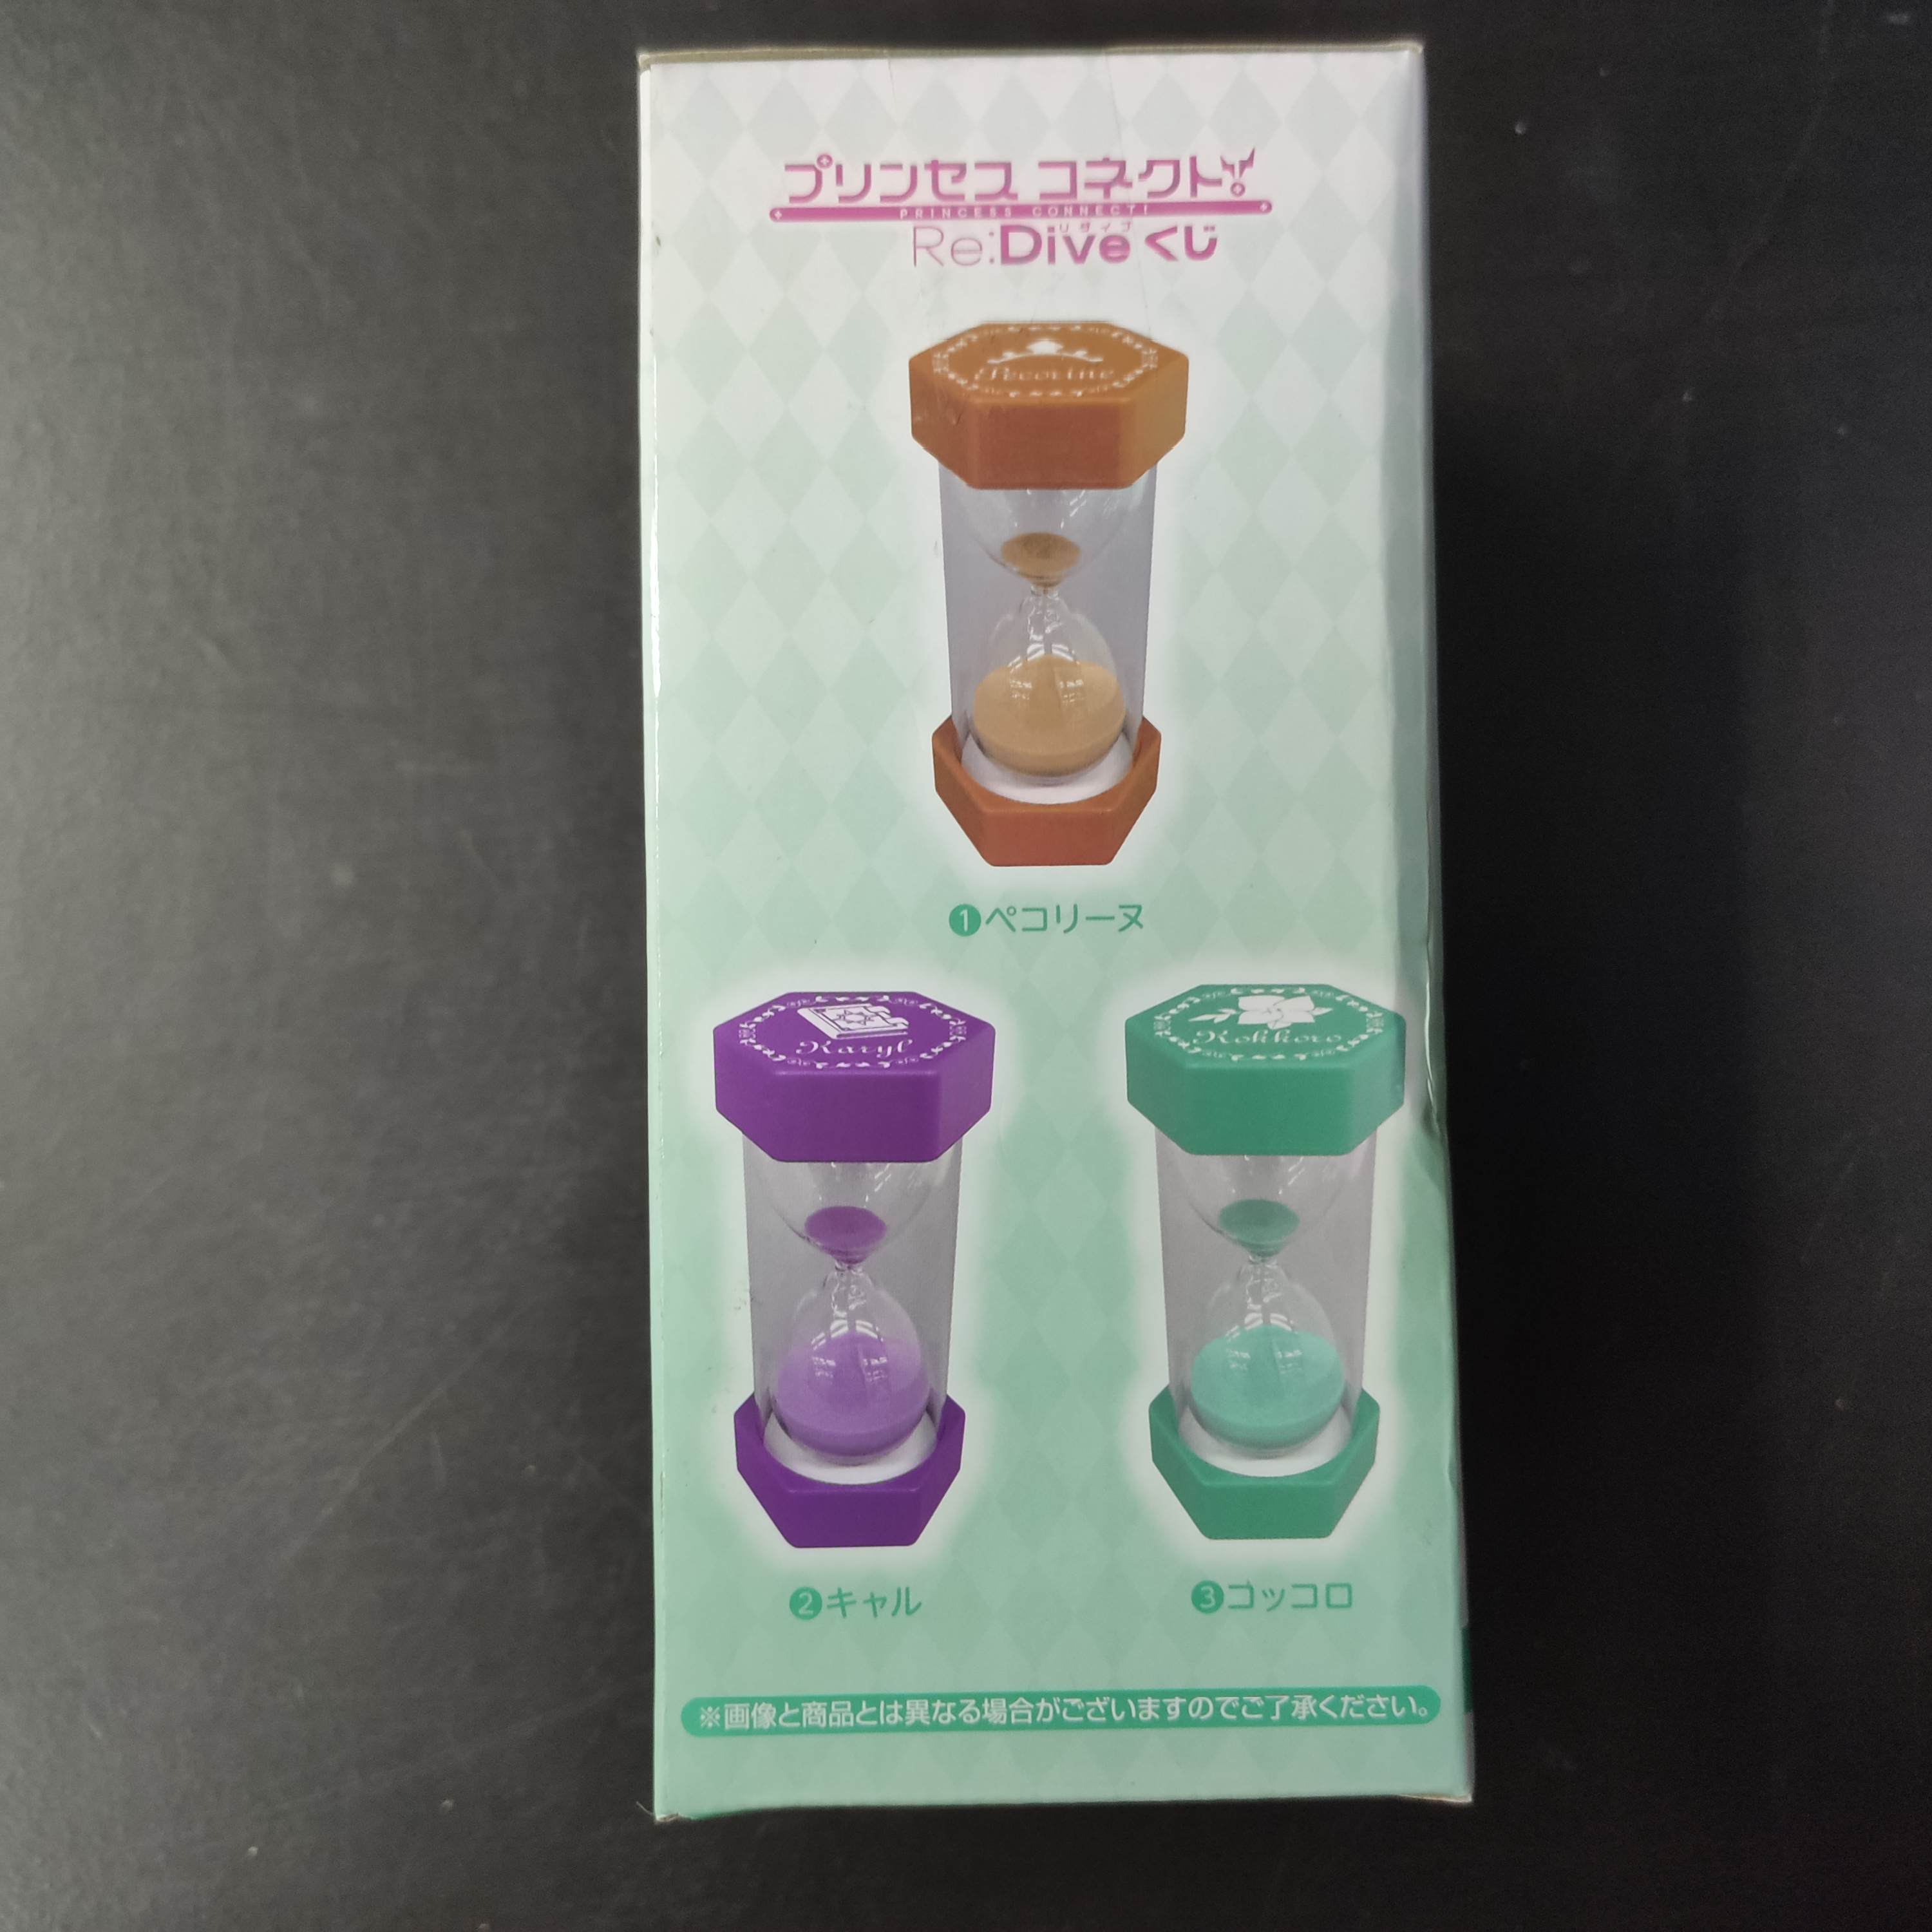 プリンセスコネクト!
PRINCESS CONNECT!
リダイブ
Re:Dive くじ
Pecorine
①ペコリーヌ
Karyl
Kokkoro
②キャル
③コッコロ
※画像と商品とは異なる場合がございますのでご了承ください。